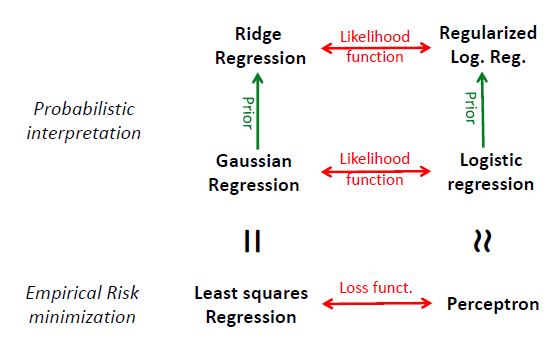 Ridge
Regression
Likelihood
function
Regularized
Log. Reg.
Probabilistic
interpretation
Prior
Prior
Gaussian
Regression
Likelihood
function
Logistic
regression
=
≈
Empirical Risk
minimization
Least squares
Regression
Loss funct.
Perceptron